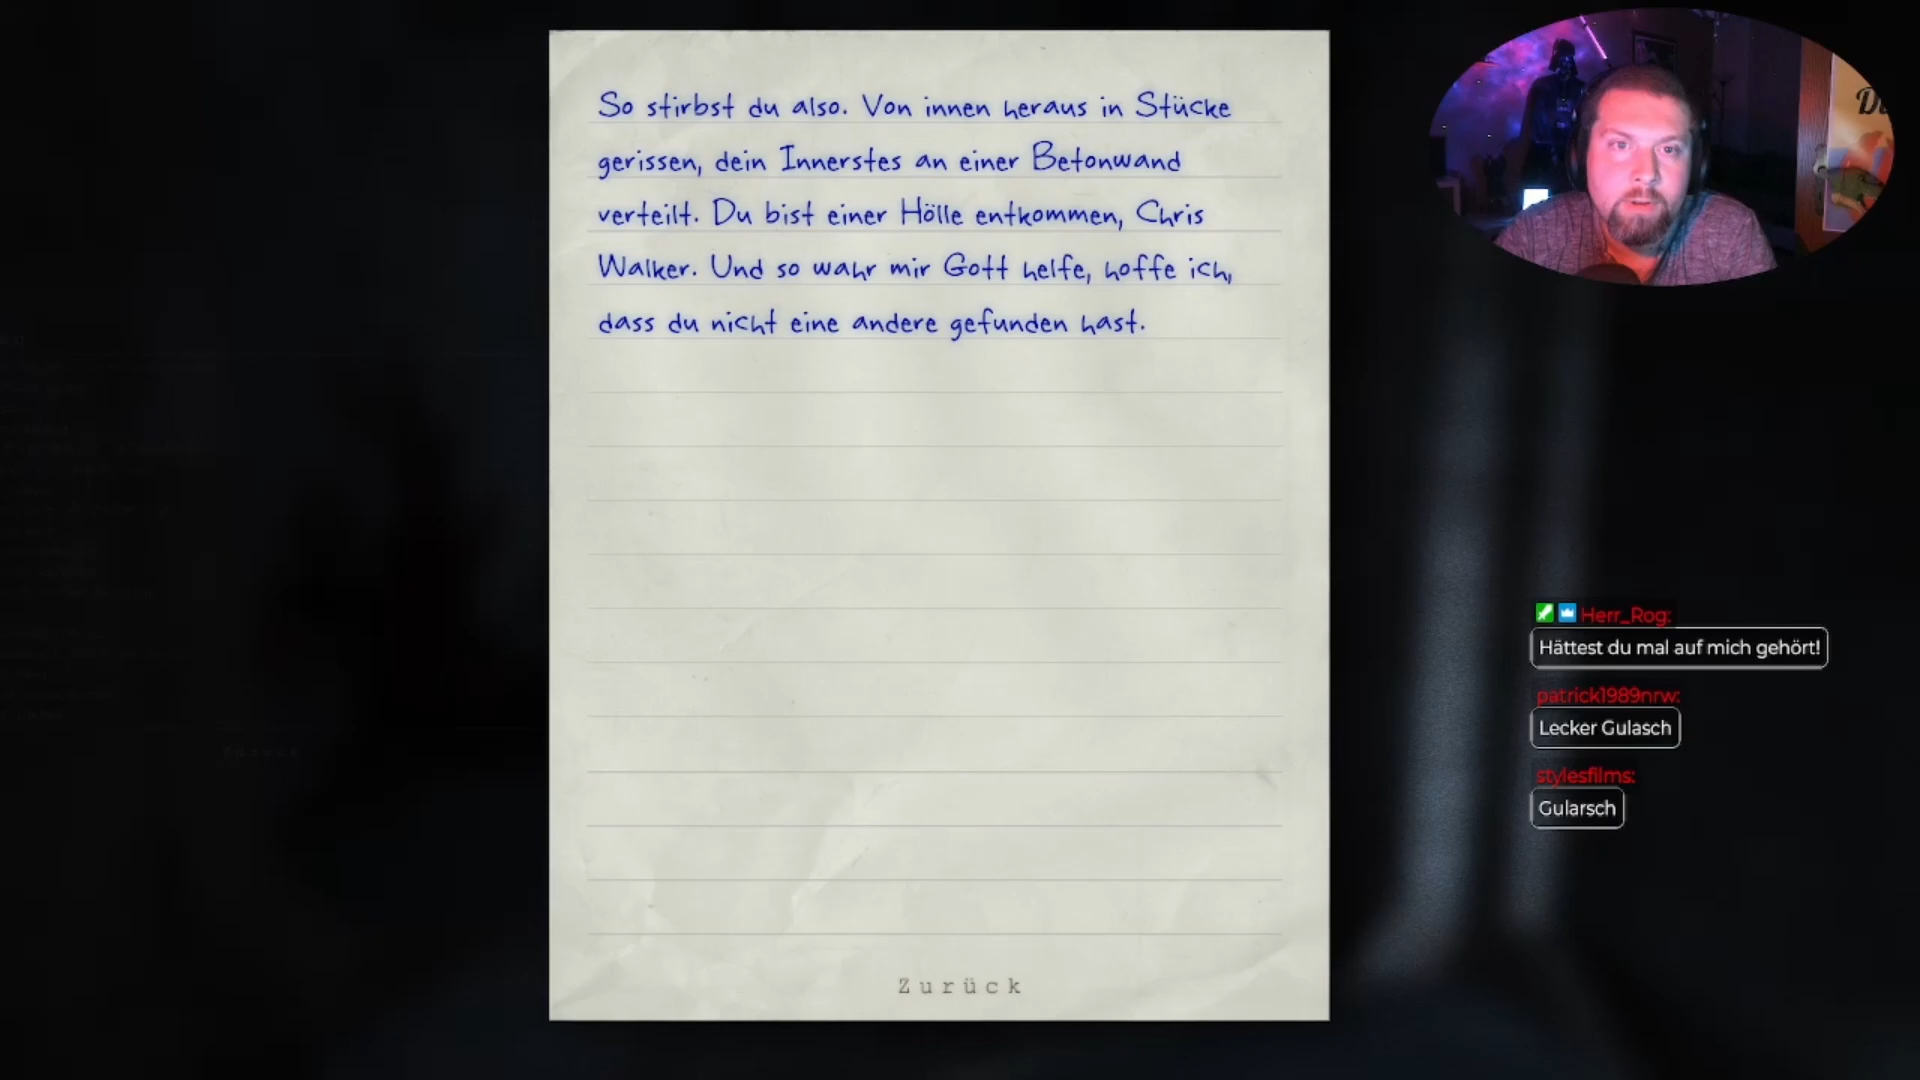 So stirbst du also. Von innen heraus in Stücke
gerissen, dein Innerstes an einer Betonwand
verteilt. Du bist einer Hölle entkommen, Chris
Walker. Und so wahr mir Gott helfe, hoffe ich,
dass du nicht eine andere gefunden hast.
Zurück
Herr_Rog:
Hättest du mal auf mich gehört!
patrick1989nrw:
Lecker Gulasch
stylesfilms:
Gularsch